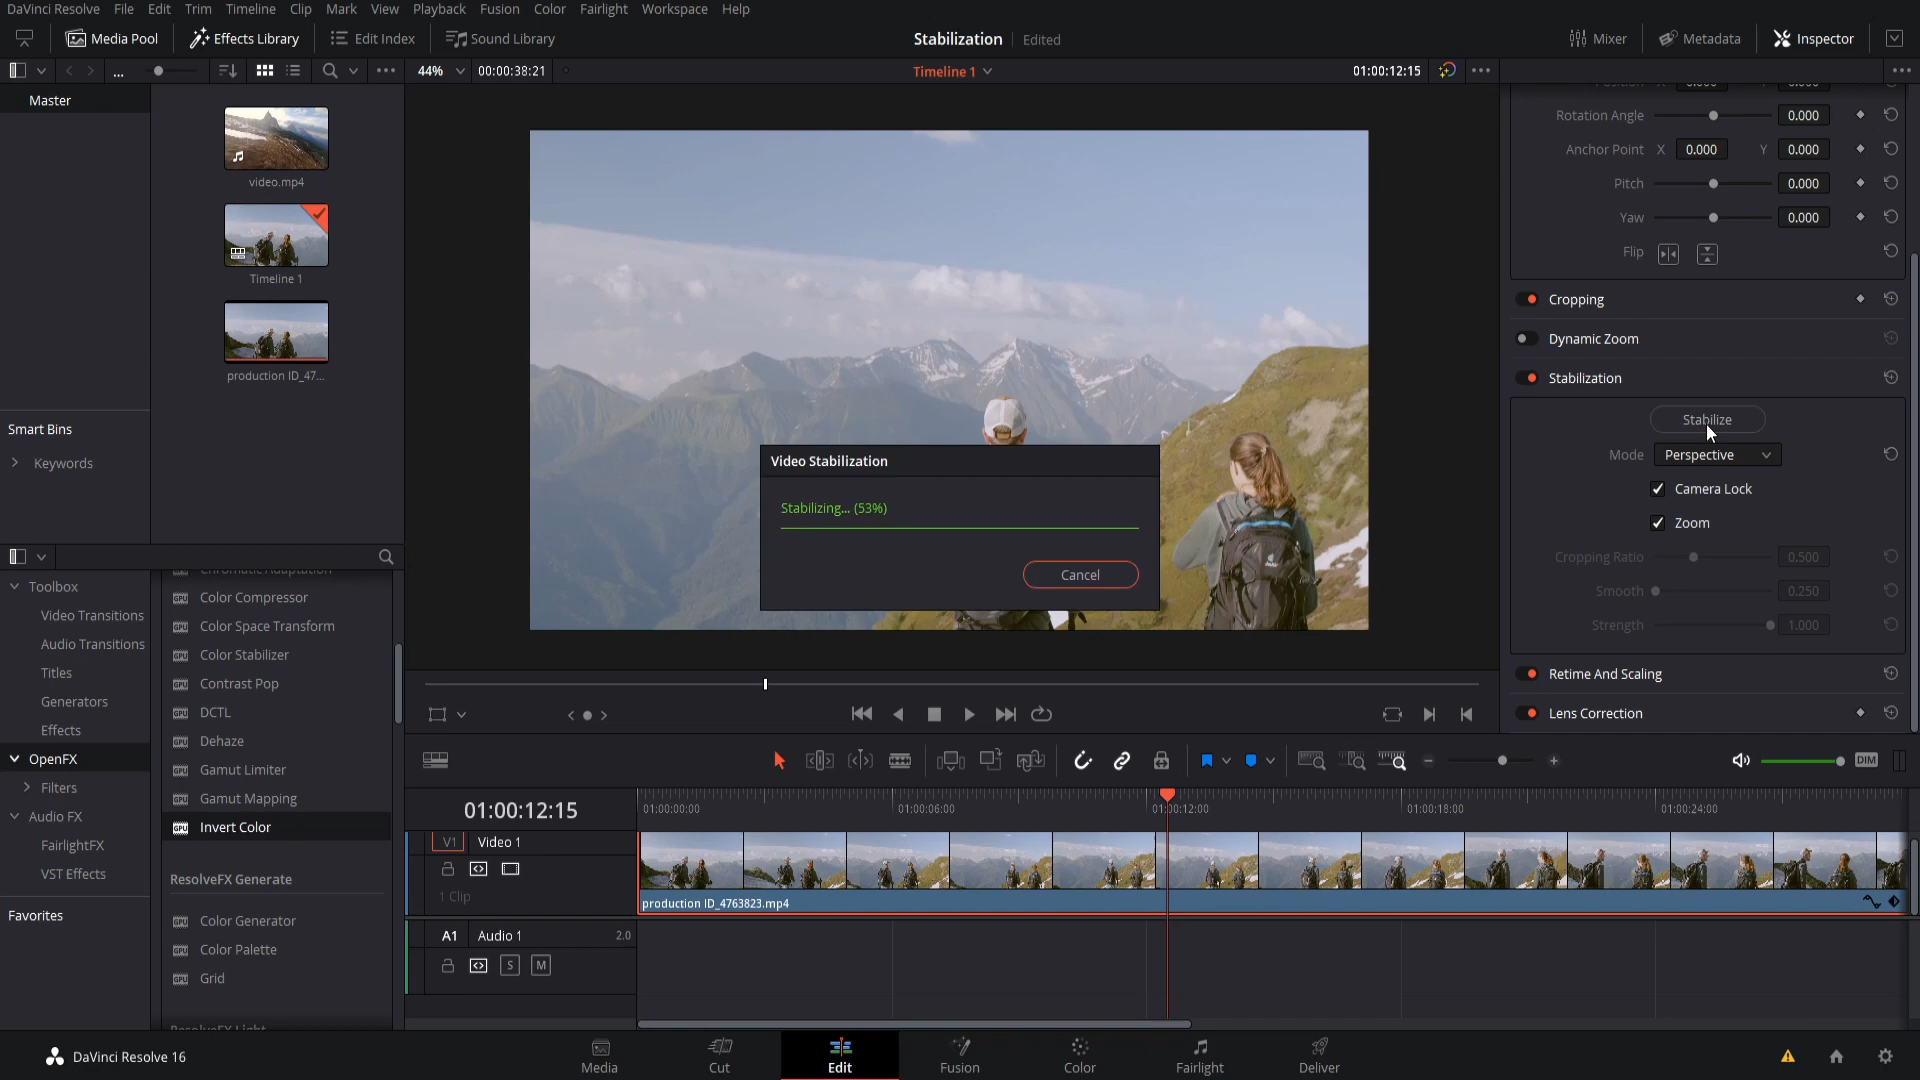 DaVinci Resolve File Edit Trim Timeline Clip Mark View Playback Fusion Color Fairlight Workspace Help
Media Pool Effects Library Edit Index Sound Library Stabilization Edited Mixer Metadata Inspector
... 44% 00:00:38:21 Timeline 1 01:00:12:15
Master
video.mp4
Timeline 1
production ID_47...
Smart Bins
Keywords
Toolbox
Video Transitions
Audio Transitions
Titles
Generators
Effects
OpenFX
Filters
Audio FX
FairlightFX
VST Effects
Favorites
Chromatic Adaptation
Color Compressor
Color Space Transform
Color Stabilizer
Contrast Pop
DCTL
Dehaze
Gamut Limiter
Gamut Mapping
Invert Color
ResolveFX Generate
Color Generator
Color Palette
Grid
ResolveFX Light
Video Stabilization
Stabilizing... (53%)
Cancel
Position X 0.000 Y 0.000
Rotation Angle 0.000
Anchor Point X 0.000 Y 0.000
Pitch 0.000
Yaw 0.000
Flip
Cropping
Dynamic Zoom
Stabilization
Stabilize
Mode Perspective
Camera Lock
Zoom
Cropping Ratio 0.500
Smooth 0.250
Strength 1.000
Retime And Scaling
Lens Correction
DIM
01:00:12:15 01:00:00:00 01:00:06:00 01:00:12:00 01:00:18:00 01:00:24:00
V1 Video 1
1 Clip
production ID_4763823.mp4
A1 Audio 1 2.0
S M
DaVinci Resolve 16
Media Cut Edit Fusion Color Fairlight Deliver